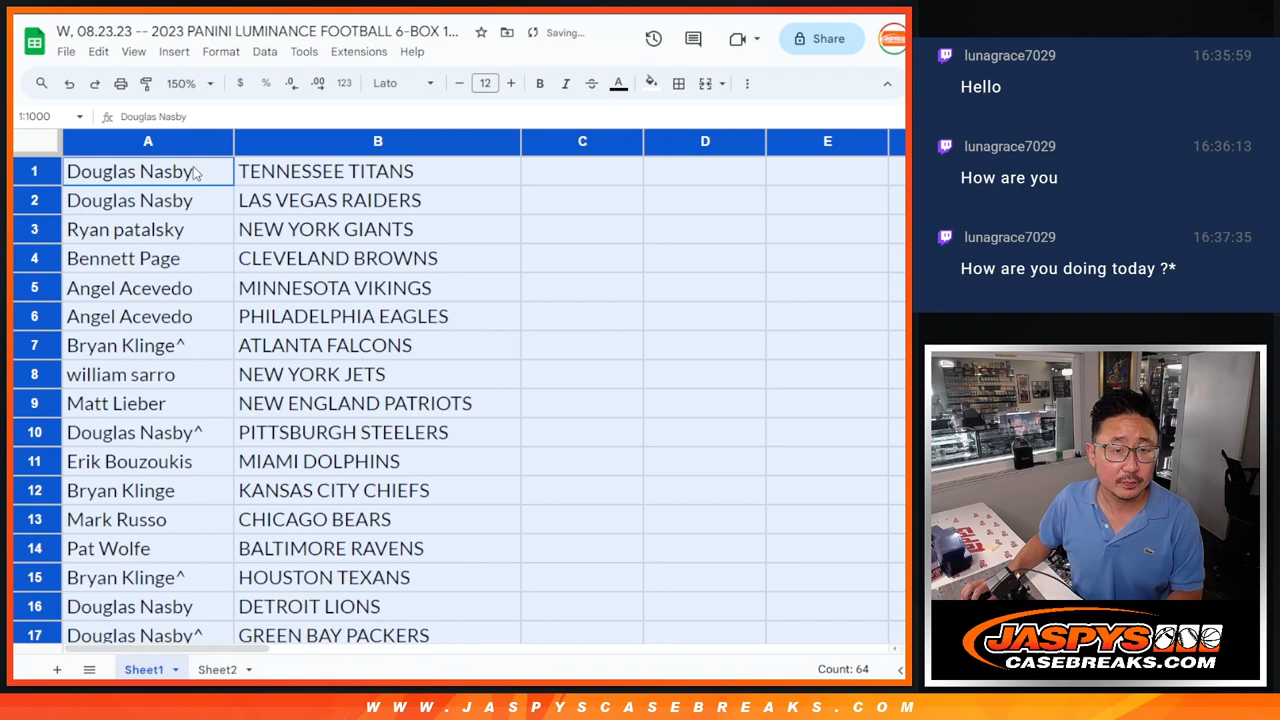 W, 08.23.23 -- 2023 PANINI LUMINANCE FOOTBALL 6-BOX 1... Saving... Share
File Edit View Insert Format Data Tools Extensions Help
150% $ % .0 .00 123 Lato 12 B I S A
1:1000 fx Douglas Nasby
A B C D E
1 Douglas Nasby TENNESSEE TITANS
2 Douglas Nasby LAS VEGAS RAIDERS
3 Ryan patalsky NEW YORK GIANTS
4 Bennett Page CLEVELAND BROWNS
5 Angel Acevedo MINNESOTA VIKINGS
6 Angel Acevedo PHILADELPHIA EAGLES
7 Bryan Klinge^ ATLANTA FALCONS
8 william sarro NEW YORK JETS
9 Matt Lieber NEW ENGLAND PATRIOTS
10 Douglas Nasby^ PITTSBURGH STEELERS
11 Erik Bouzoukis MIAMI DOLPHINS
12 Bryan Klinge KANSAS CITY CHIEFS
13 Mark Russo CHICAGO BEARS
14 Pat Wolfe BALTIMORE RAVENS
15 Bryan Klinge^ HOUSTON TEXANS
16 Douglas Nasby DETROIT LIONS
17 Douglas Nasby^ GREEN BAY PACKERS
Sheet1 Sheet2 Count: 64
lunagrace7029 16:35:59
Hello
lunagrace7029 16:36:13
How are you
lunagrace7029 16:37:35
How are you doing today ?*
JASPYS
CASEBREAKS.COM
WWW.JASPYSCASEBREAKS.COM